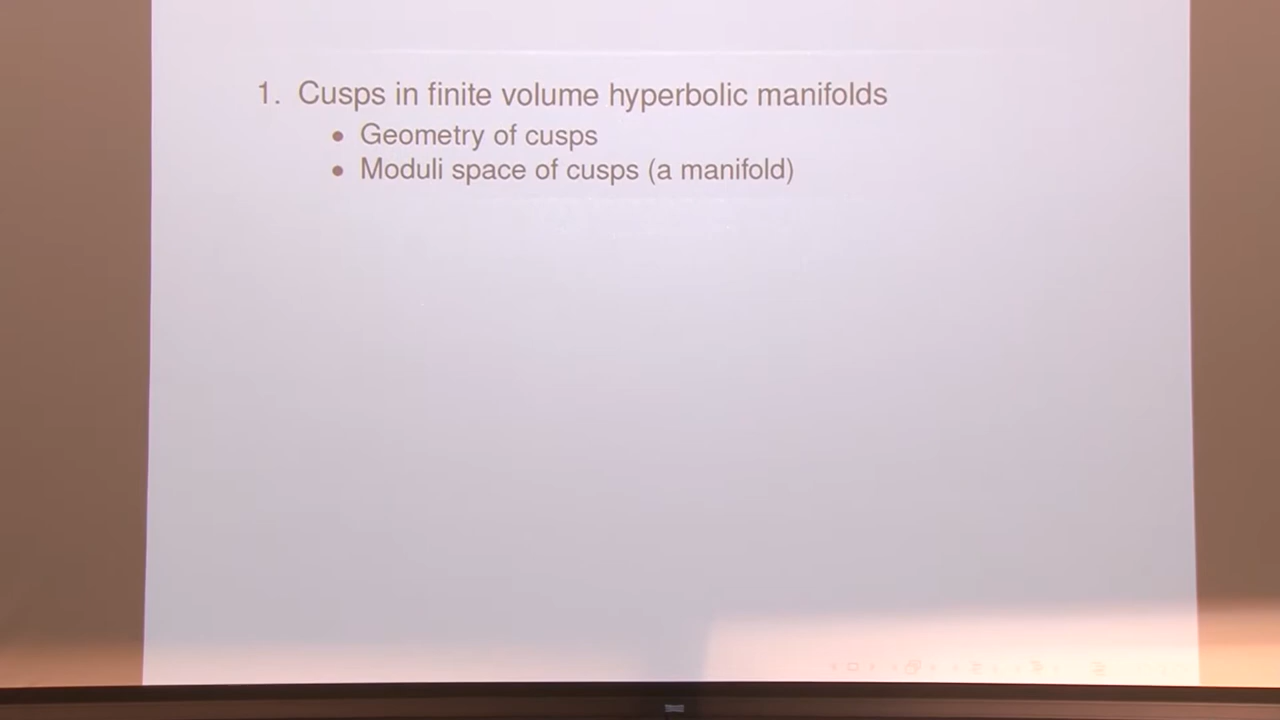 1. Cusps in finite volume hyperbolic manifolds
• Geometry of cusps
• Moduli space of cusps (a manifold)